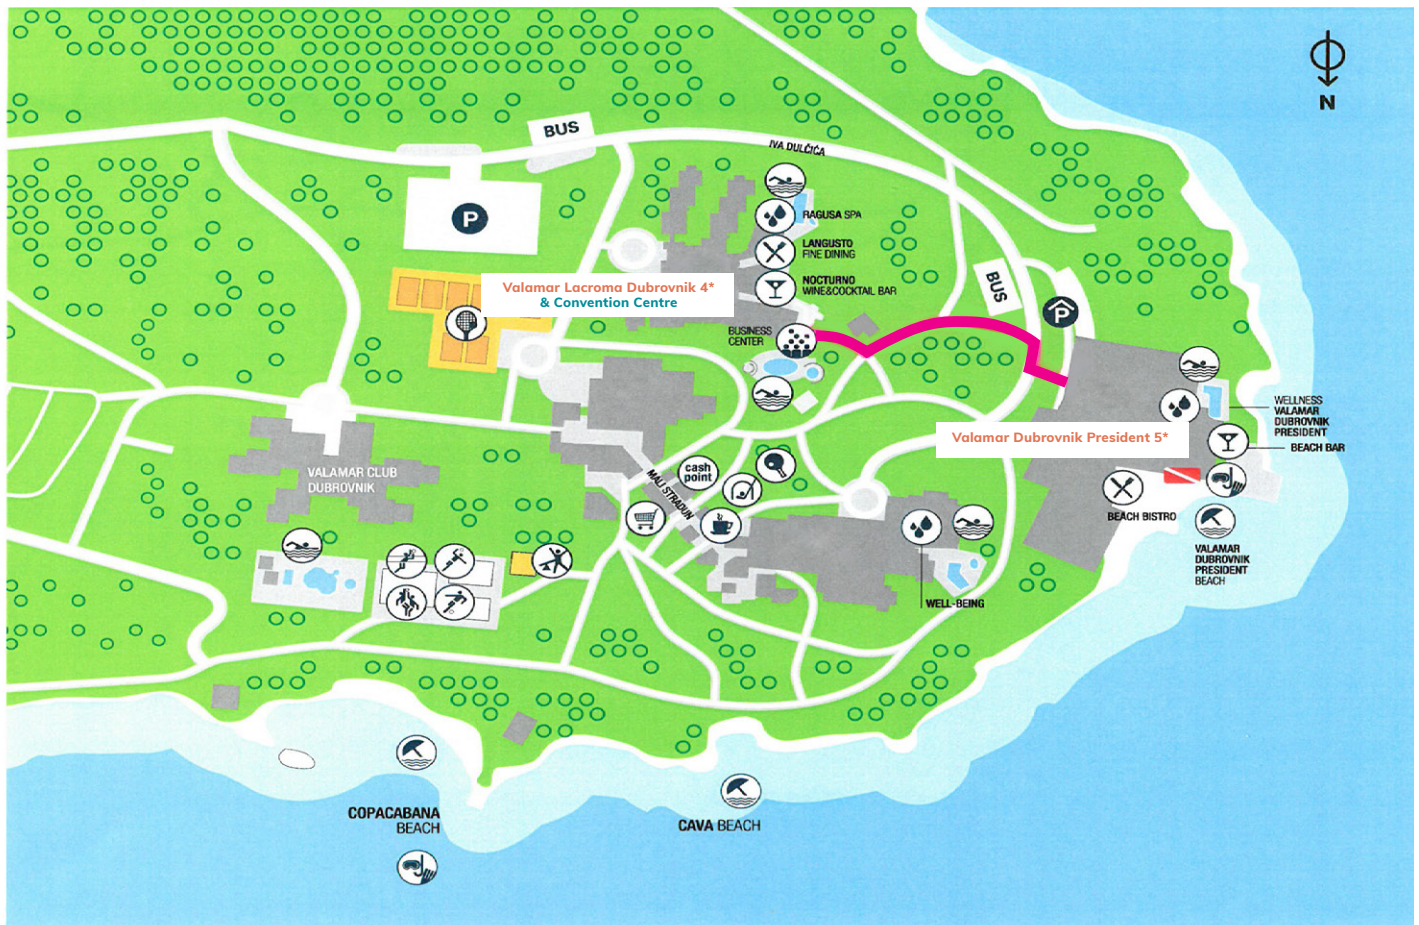 N
BUS
IVA DULČIĆA
P
RAGUSA SPA
LANGUSTO
FINE DINING
NOCTURNO
WINE&COCKTAIL BAR
Valamar Lacroma Dubrovnik 4*
& Convention Centre
BUS
P
BUSINESS
CENTER
WELLNESS
VALAMAR
DUBROVNIK
PRESIDENT
BEACH BAR
Valamar Dubrovnik President 5*
VALAMAR CLUB
DUBROVNIK
cash
point
MALI STRADUN
BEACH BISTRO
VALAMAR
DUBROVNIK
PRESIDENT
BEACH
WELL-BEING
COPACABANA
BEACH
CAVA BEACH